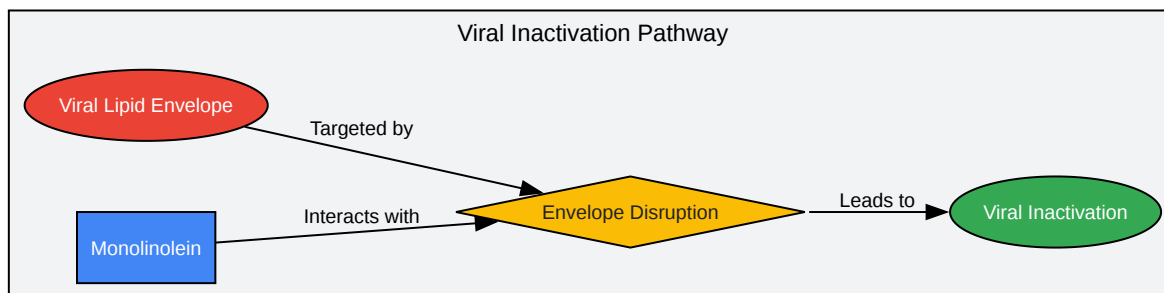 Viral Inactivation Pathway
Viral Lipid Envelope
Targeted by
Interacts with
Monolinolein
Envelope Disruption
Leads to
Viral Inactivation